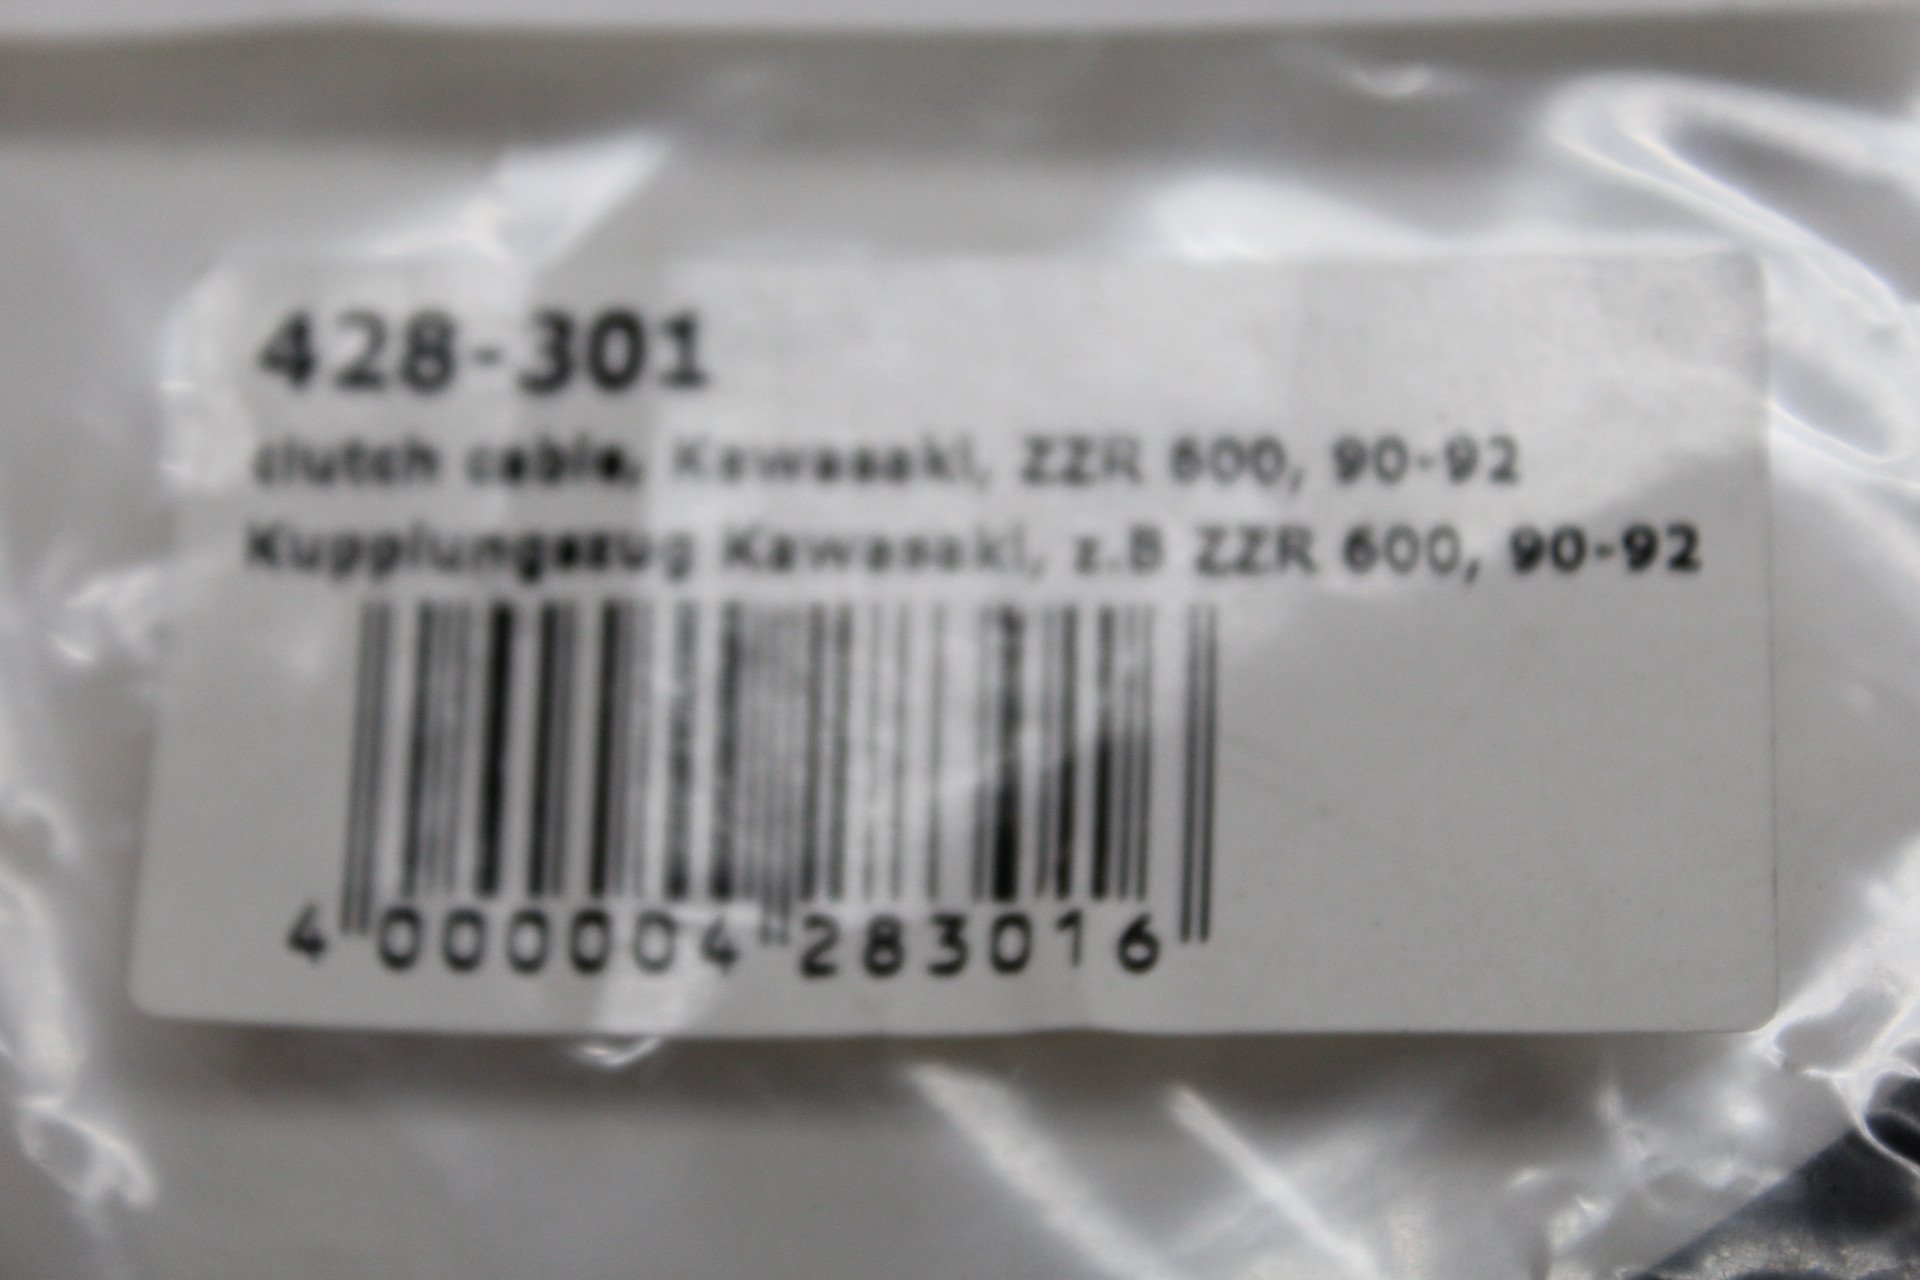 428-301
clutch cable, Kawasaki, ZZR 600, 90-92
Kupplungszug Kawasaki, z.B ZZR 600, 90-92
4 000004 283016